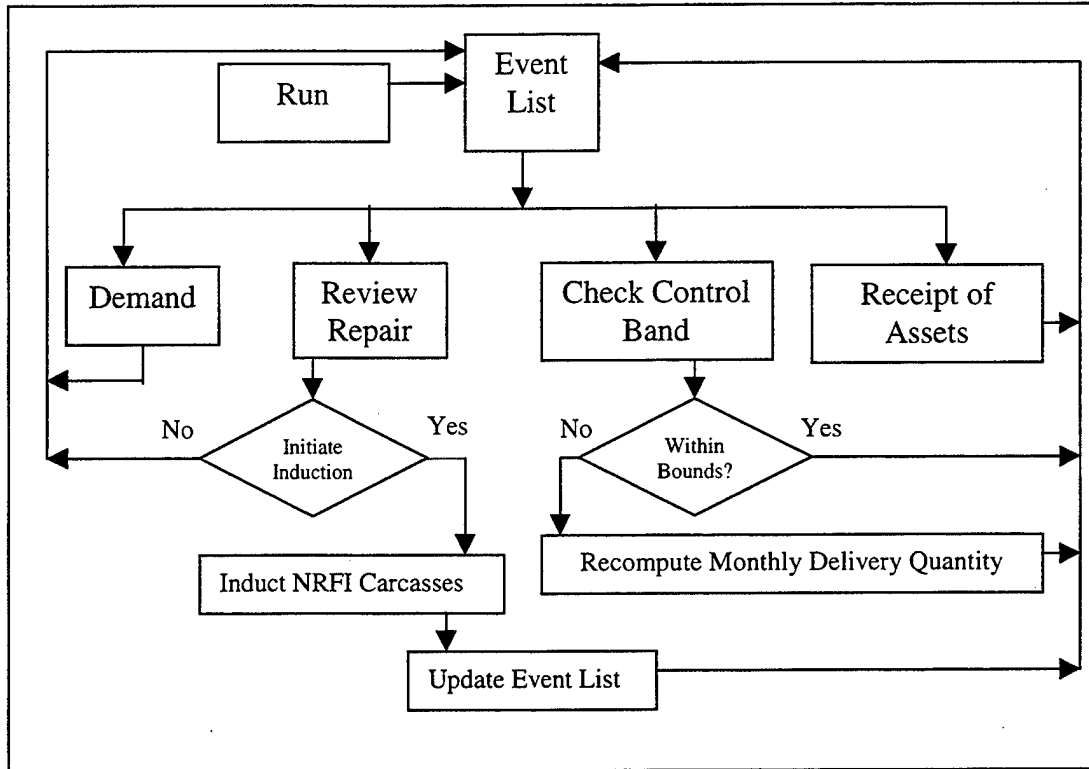 Event
List
Run
Demand
Review
Repair
Check Control
Band
Receipt of
Assets
No
Initiate
Induction
Yes
No
Within
Bounds?
Yes
Induct NRFI Carcasses
Recompute Monthly Delivery Quantity
Update Event List